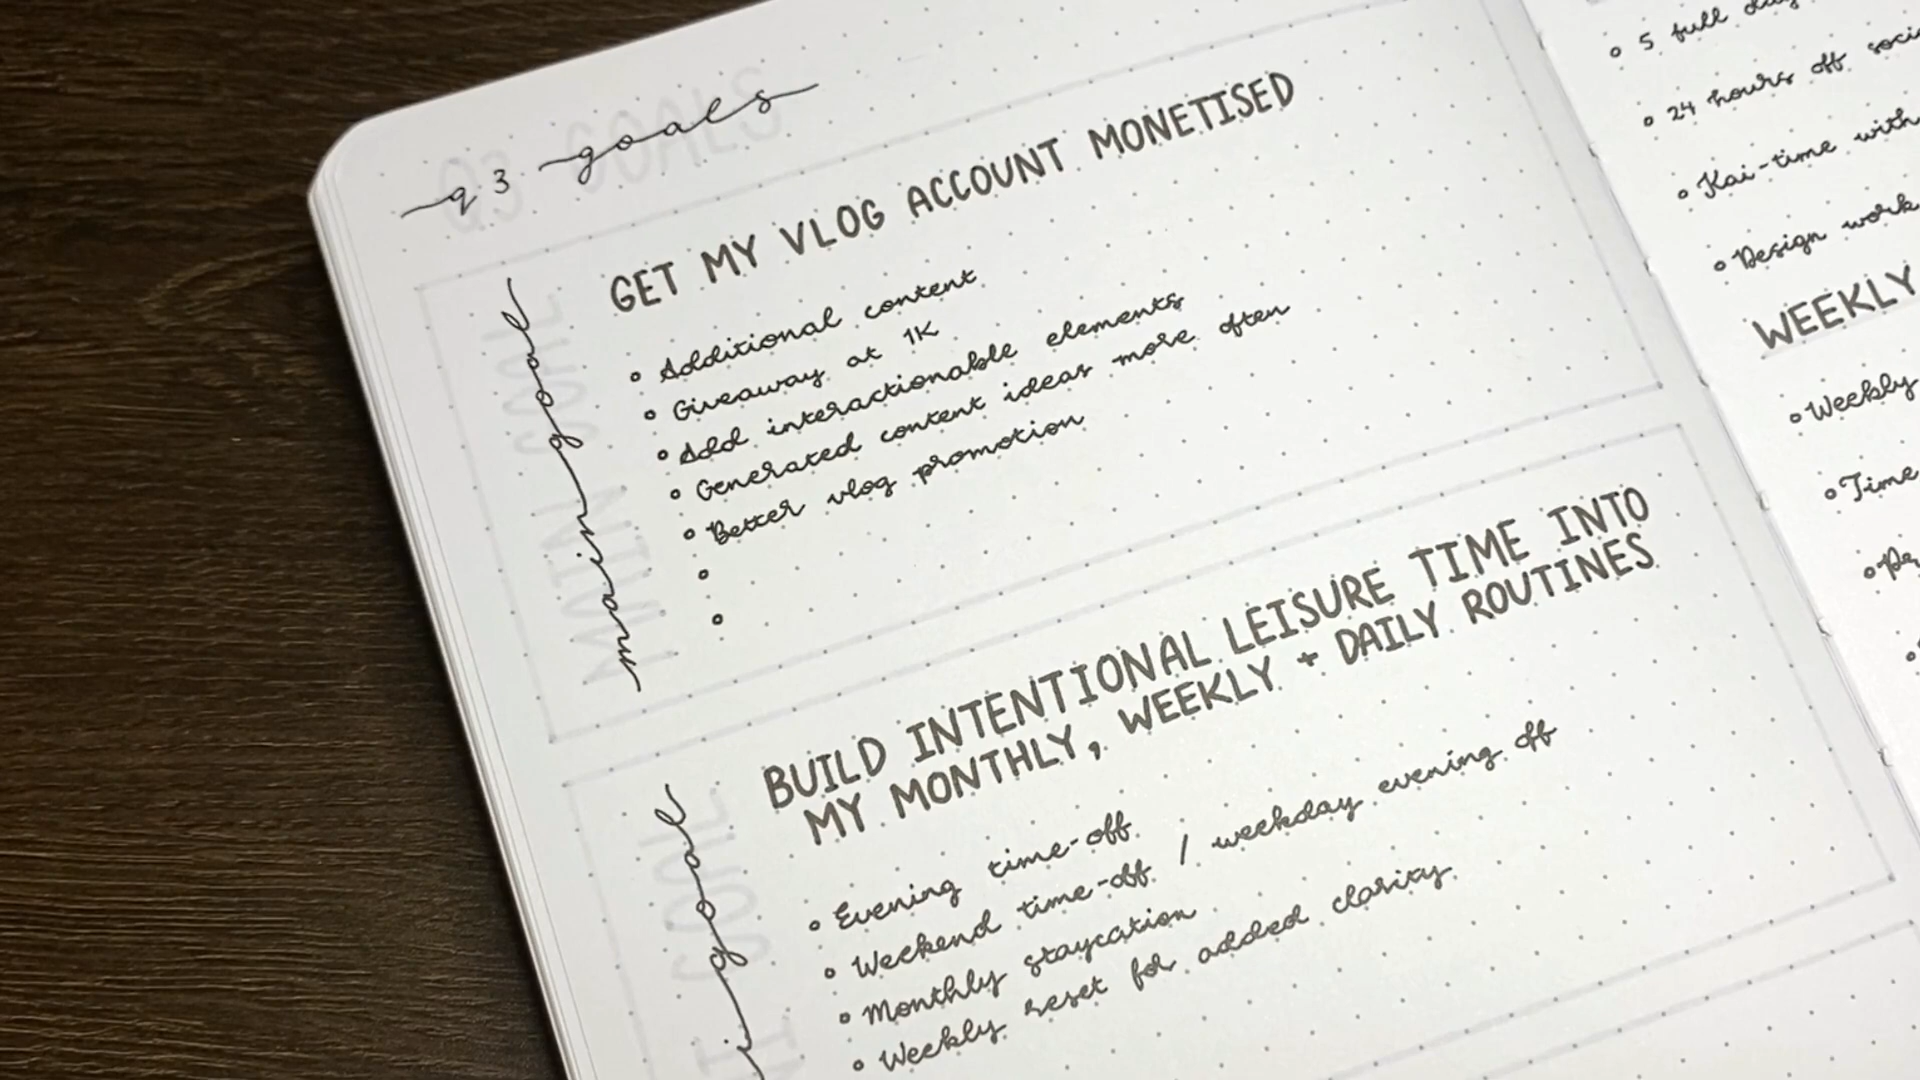 q3 goals
main goal
GET MY VLOG ACCOUNT MONETISED
Additional content
Giveaway at 1K
Add interactionable elements
Generated content ideas more often
Better vlog promotion
goal
BUILD INTENTIONAL LEISURE TIME INTO
MY MONTHLY, WEEKLY + DAILY ROUTINES
Evening time-off
Weekend time-off / weekday evening off
Monthly staycation
Weekly reset for added clarity
5 full
24 hours off
Kai-time with
Design work
WEEKLY
Weekly
Time